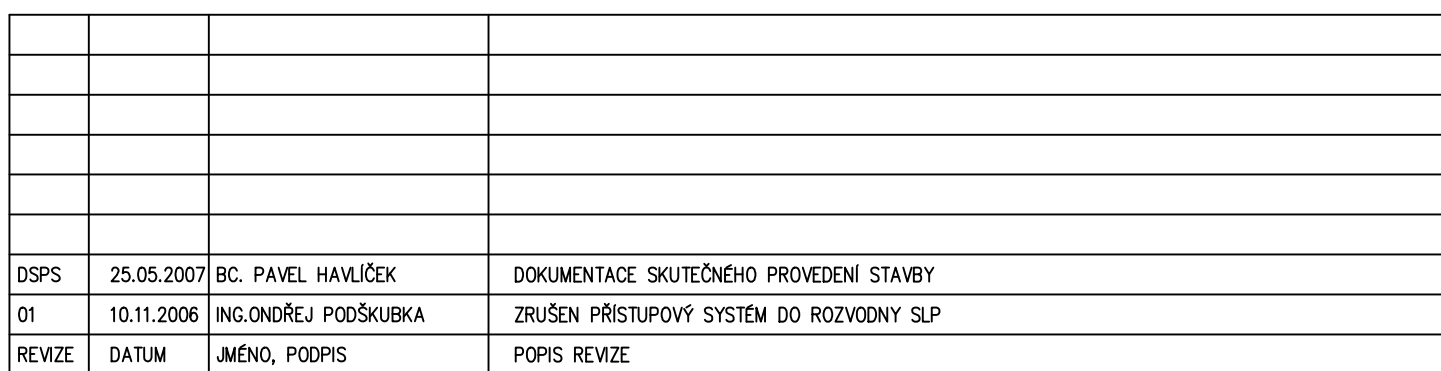 DSPS 25.05.2007 BC. PAVEL HAVLÍČEK DOKUMENTACE SKUTEČNÉHO PROVEDENÍ STAVBY
01 10.11.2006 ING.ONDŘEJ PODŠKUBKA ZRUŠEN PŘÍSTUPOVÝ SYSTÉM DO ROZVODNY SLP
REVIZE DATUM JMÉNO, PODPIS POPIS REVIZE